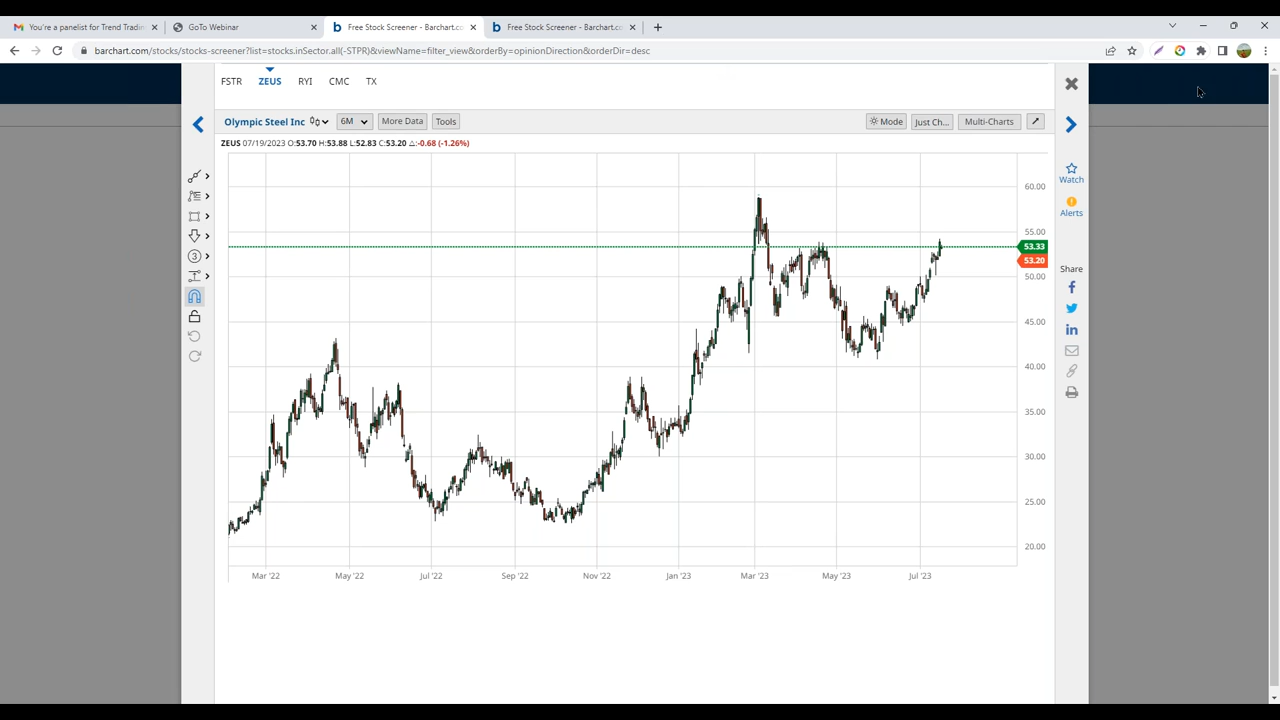 You're a panelist for Trend Tradin
GoTo Webinar
Free Stock Screener - Barchart.co
Free Stock Screener - Barchart.co
barchart.com/stocks/stocks-screener?list=stocks.inSector.all(-STPR)&viewName=filter_view&orderBy=opinionDirection&orderDir=desc
FSTR ZEUS RYI CMC TX
Olympic Steel Inc 6M More Data Tools Mode Just Ch... Multi-Charts
ZEUS 07/19/2023 O:53.70 H:53.88 L:52.83 C:53.20 △:-0.68 (-1.26%)
Watch
60.00
Alerts
55.00
53.33
53.20
Share
50.00
45.00
40.00
35.00
30.00
25.00
20.00
Mar '22 May '22 Jul '22 Sep '22 Nov '22 Jan '23 Mar '23 May '23 Jul '23